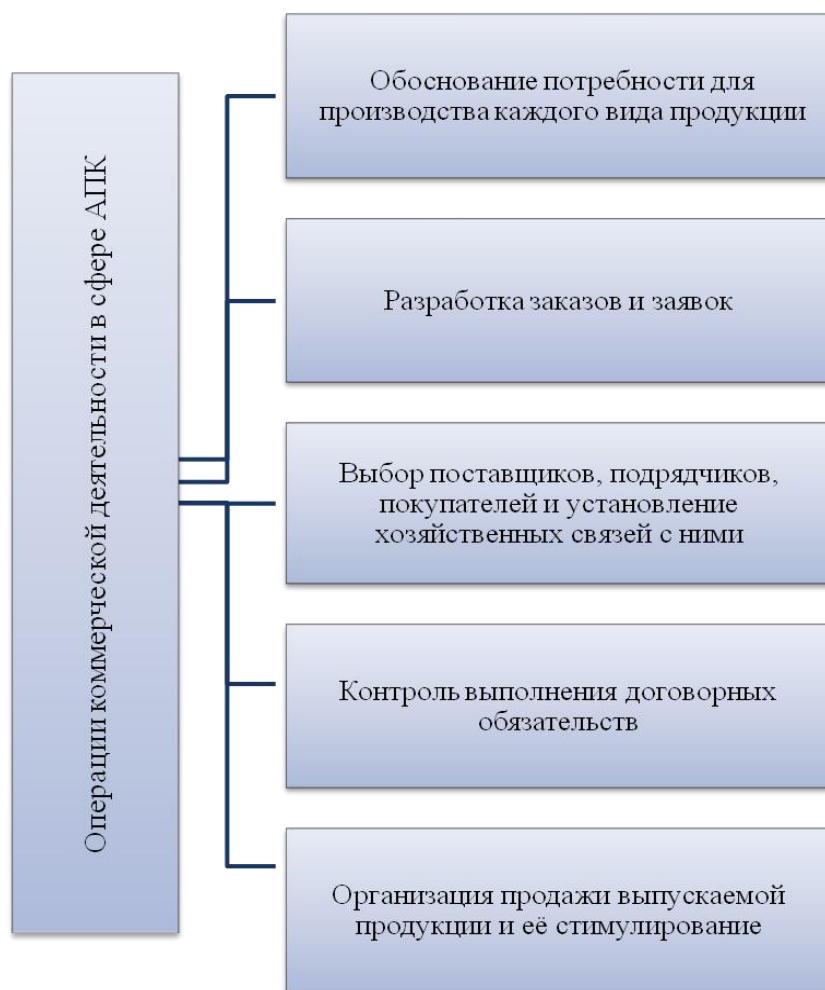 Операции коммерческой деятельности в сфере АПК
Обоснование потребности для
производства каждого вида продукции
Разработка заказов и заявок
Выбор поставщиков, подрядчиков,
покупателей и установление
хозяйственных связей с ними
Контроль выполнения договорных
обязательств
Организация продажи выпускаемой
продукции и её стимулирование